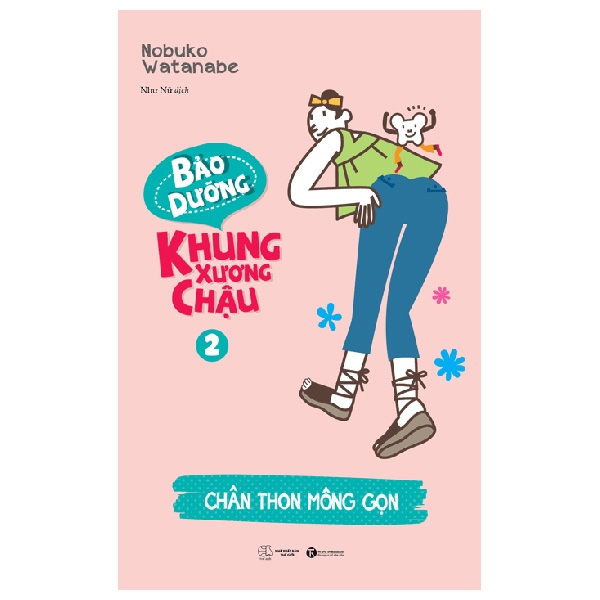 Nobuko
Watanabe
Như Nữ dịch
BẢO
DƯỠNG
KHUNG
XƯƠNG
CHẬU
2
CHÂN THON MÔNG GỌN